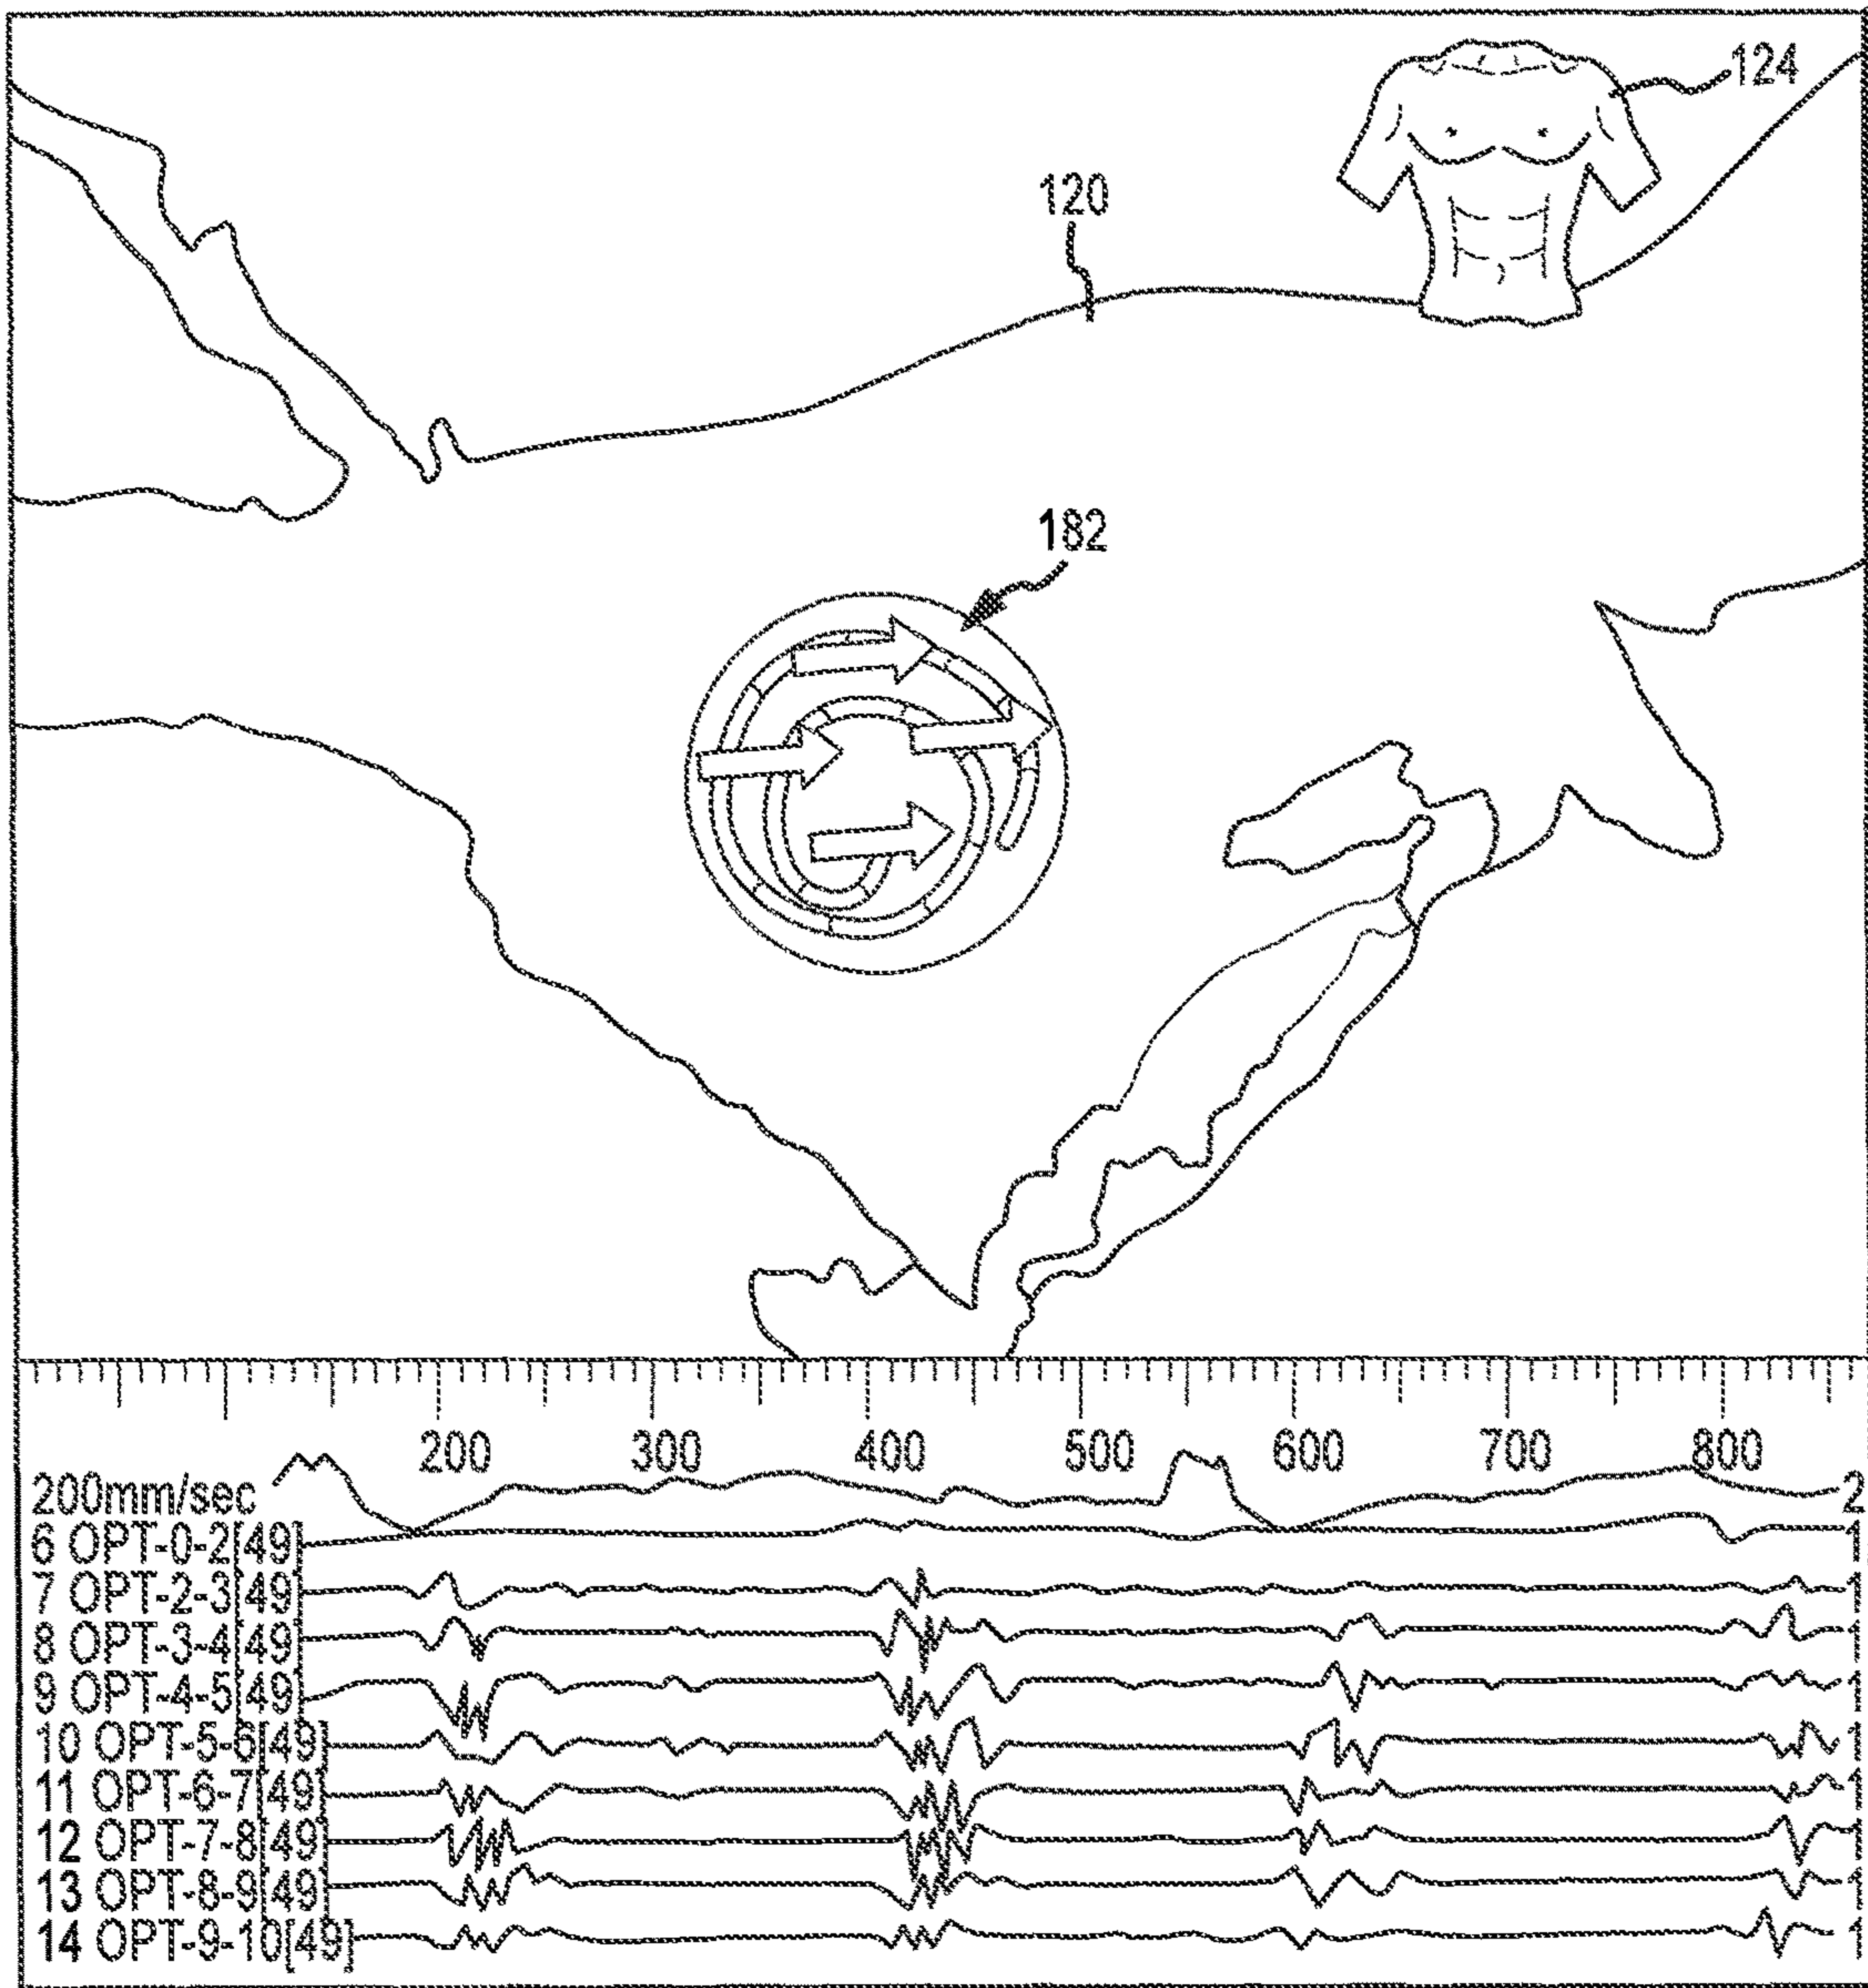 124
120
182
200 300 400 500 600 700 800
200mm/sec 2
6 OPT-0-2[49] 1
7 OPT-2-3[49] 1
8 OPT-3-4[49] 1
9 OPT-4-5[49] 1
10 OPT-5-6[49] 1
11 OPT-6-7[49] 1
12 OPT-7-8[49] 1
13 OPT-8-9[49] 1
14 OPT-9-10[49] 1